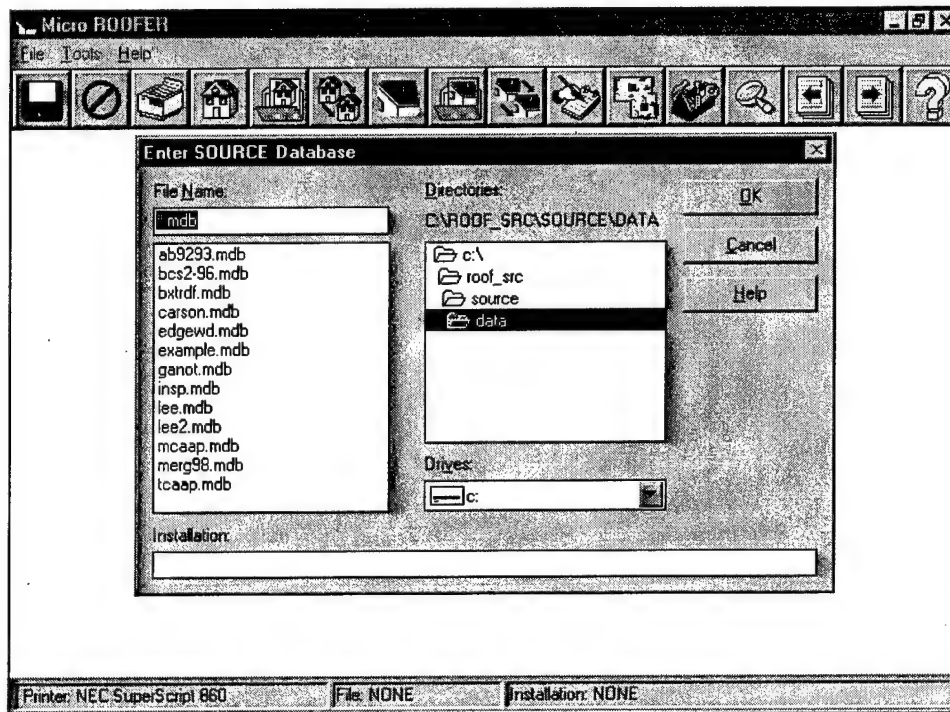 Micro ROOFER
File Tools Help
Enter SOURCE Database
File Name:
*.mdb
ab9293.mdb
bcs2-96.mdb
bxtrdf.mdb
carson.mdb
edgewd.mdb
example.mdb
ganot.mdb
insp.mdb
lee.mdb
lee2.mdb
mcaap.mdb
merg98.mdb
tcaap.mdb
Directories:
C:\ROOF_SRC\SOURCE\DATA
c:\
roof_src
source
data
Drives:
c:
OK
Cancel
Help
Installation:
Printer: NEC SuperScript 860
File: NONE
Installation: NONE